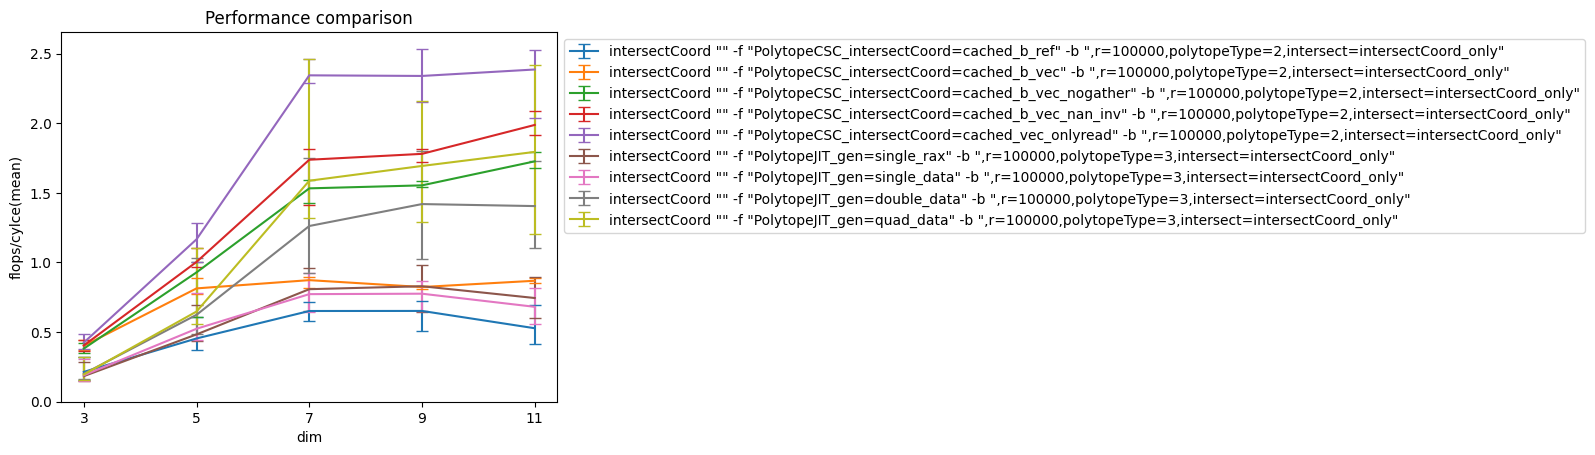 Performance comparison
flops/cylce(mean)
2.5
2.0
1.5
1.0
0.5
0.0
3 5 7 9 11
dim
intersectCoord "" -f "PolytopeCSC_intersectCoord=cached_b_ref" -b ",r=100000,polytopeType=2,intersect=intersectCoord_only"
intersectCoord "" -f "PolytopeCSC_intersectCoord=cached_b_vec" -b ",r=100000,polytopeType=2,intersect=intersectCoord_only"
intersectCoord "" -f "PolytopeCSC_intersectCoord=cached_b_vec_nogather" -b ",r=100000,polytopeType=2,intersect=intersectCoord_only"
intersectCoord "" -f "PolytopeCSC_intersectCoord=cached_b_vec_nan_inv" -b ",r=100000,polytopeType=2,intersect=intersectCoord_only"
intersectCoord "" -f "PolytopeCSC_intersectCoord=cached_vec_onlyread" -b ",r=100000,polytopeType=2,intersect=intersectCoord_only"
intersectCoord "" -f "PolytopeJIT_gen=single_rax" -b ",r=100000,polytopeType=3,intersect=intersectCoord_only"
intersectCoord "" -f "PolytopeJIT_gen=single_data" -b ",r=100000,polytopeType=3,intersect=intersectCoord_only"
intersectCoord "" -f "PolytopeJIT_gen=double_data" -b ",r=100000,polytopeType=3,intersect=intersectCoord_only"
intersectCoord "" -f "PolytopeJIT_gen=quad_data" -b ",r=100000,polytopeType=3,intersect=intersectCoord_only"